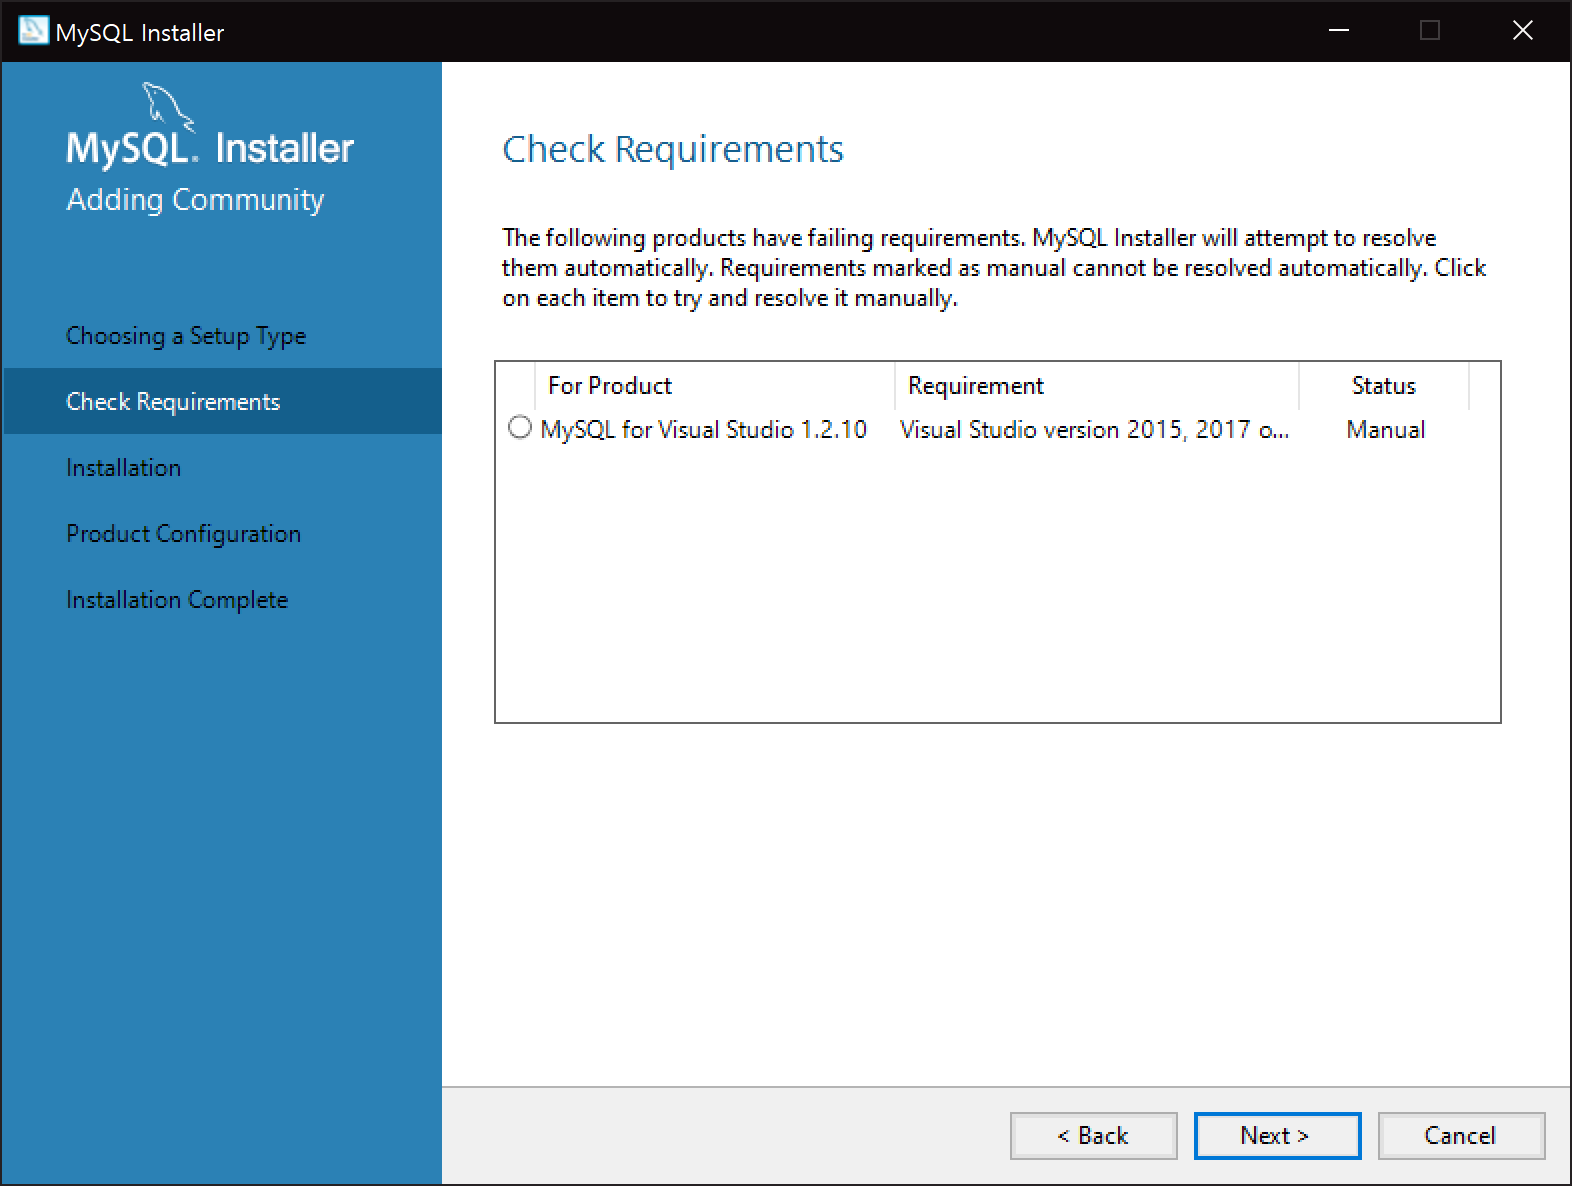 MySQL Installer
MySQL. Installer
Adding Community
Choosing a Setup Type
Check Requirements
Installation
Product Configuration
Installation Complete
Check Requirements
The following products have failing requirements. MySQL Installer will attempt to resolve
them automatically. Requirements marked as manual cannot be resolved automatically. Click
on each item to try and resolve it manually.
For Product Requirement Status
MySQL for Visual Studio 1.2.10 Visual Studio version 2015, 2017 o... Manual
< Back Next > Cancel